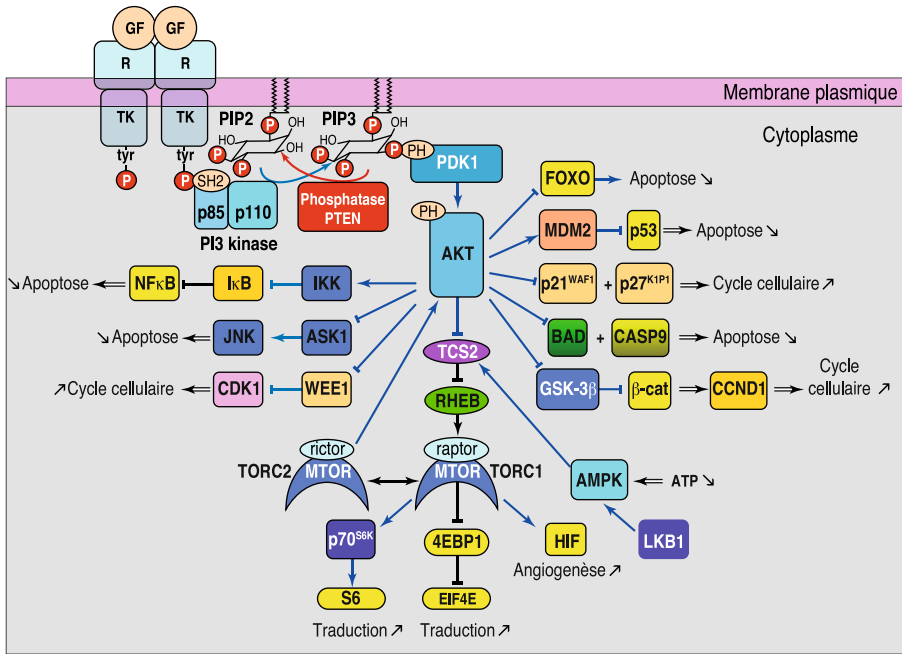 GF GF
R R
Membrane plasmique
TK TK
PIP2 PIP3
OH OH
HO HO
OH
P P P P P P
Cytoplasme
tyr tyr
P P
SH2
PH
PDK1
p85 p110
Phosphatase
PTEN
PI3 kinase
PH
AKT
FOXO Apoptose ↘
MDM2 p53 Apoptose ↘
p21WAF1 + p27K1P1 Cycle cellulaire ↗
BAD + CASP9 Apoptose ↘
GSK-3β β-cat CCND1 Cycle
cellulaire ↗
↘ Apoptose NFκB IκB IKK
↘ Apoptose JNK ASK1
↗ Cycle cellulaire CDK1 WEE1
TCS2
RHEB
rictor raptor
TORC2 MTOR MTOR TORC1
AMPK ATP ↘
LKB1
p70S6K 4EBP1 HIF
Angiogenèse ↗
S6 EIF4E
Traduction ↗ Traduction ↗